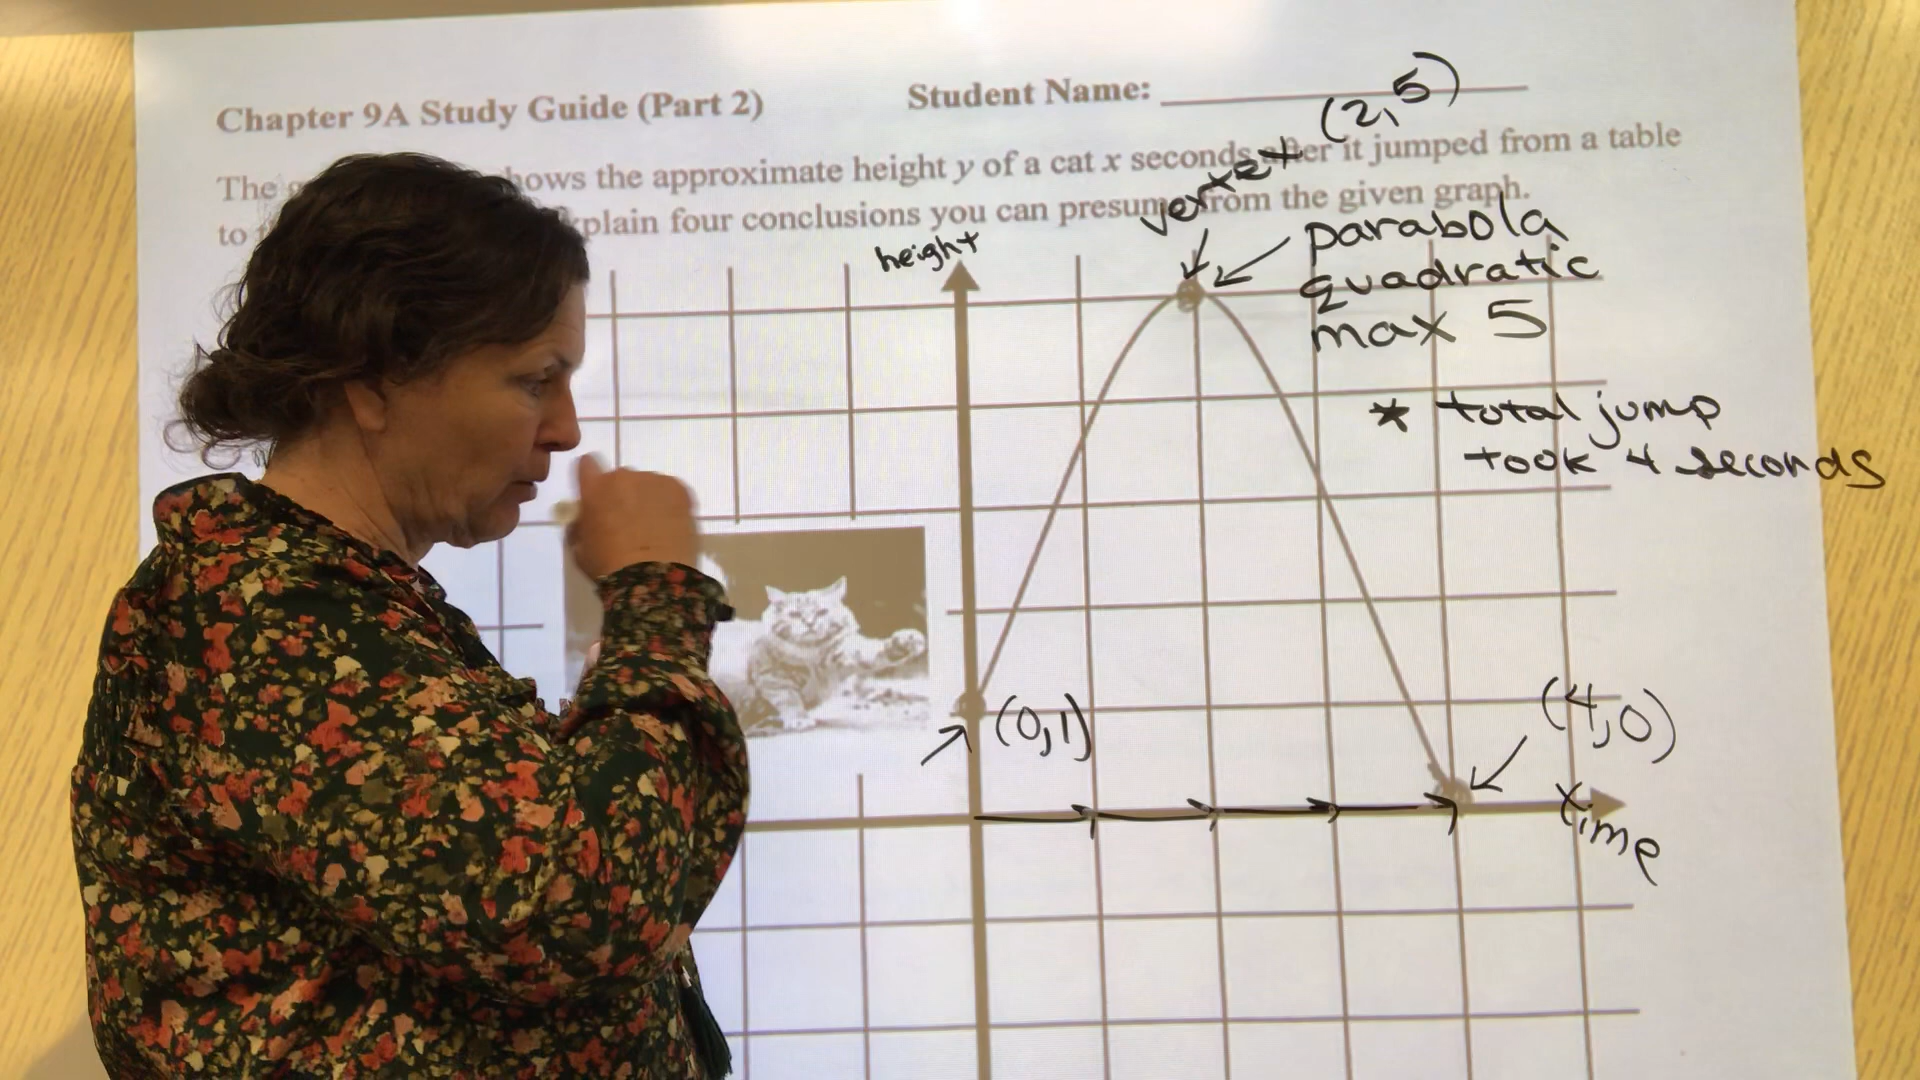 Chapter 9A Study Guide (Part 2)
Student Name:
(2,5)
The shows the approximate height y of a cat x seconds after it jumped from a table
to plain four conclusions you can presume from the given graph.
vertex
height
parabola
quadratic
max 5
* total jump
took 4 seconds
(0,1)
(4,0)
time